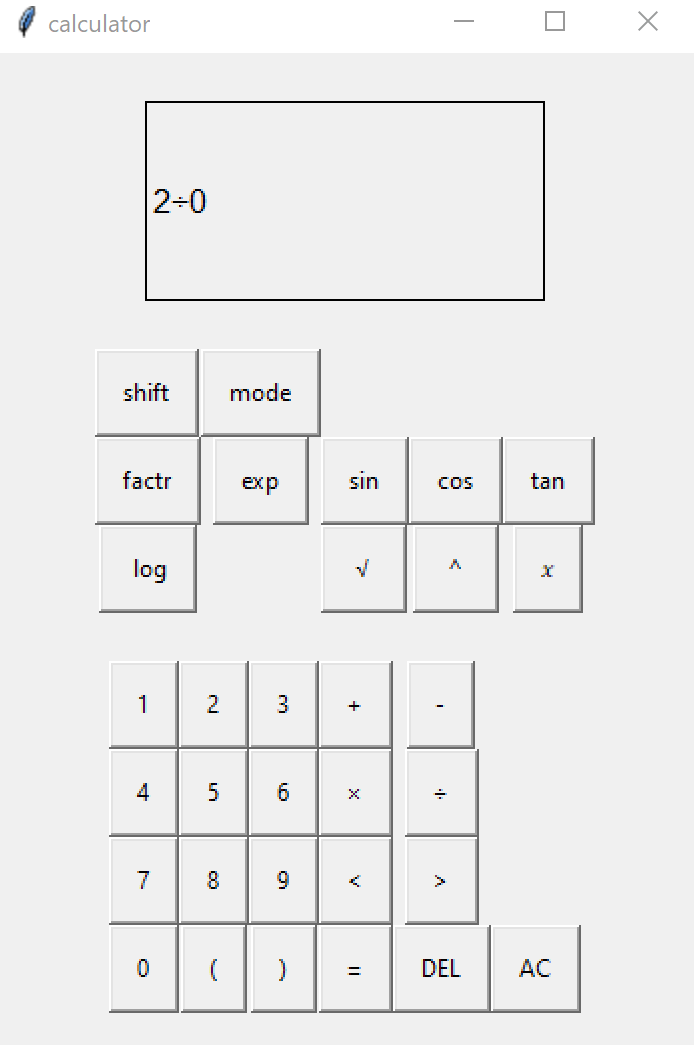 calculator
2÷0
shift mode
factr exp sin cos tan
log √ ^ x
1 2 3 + -
4 5 6 × ÷
7 8 9 < >
0 ( ) = DEL AC